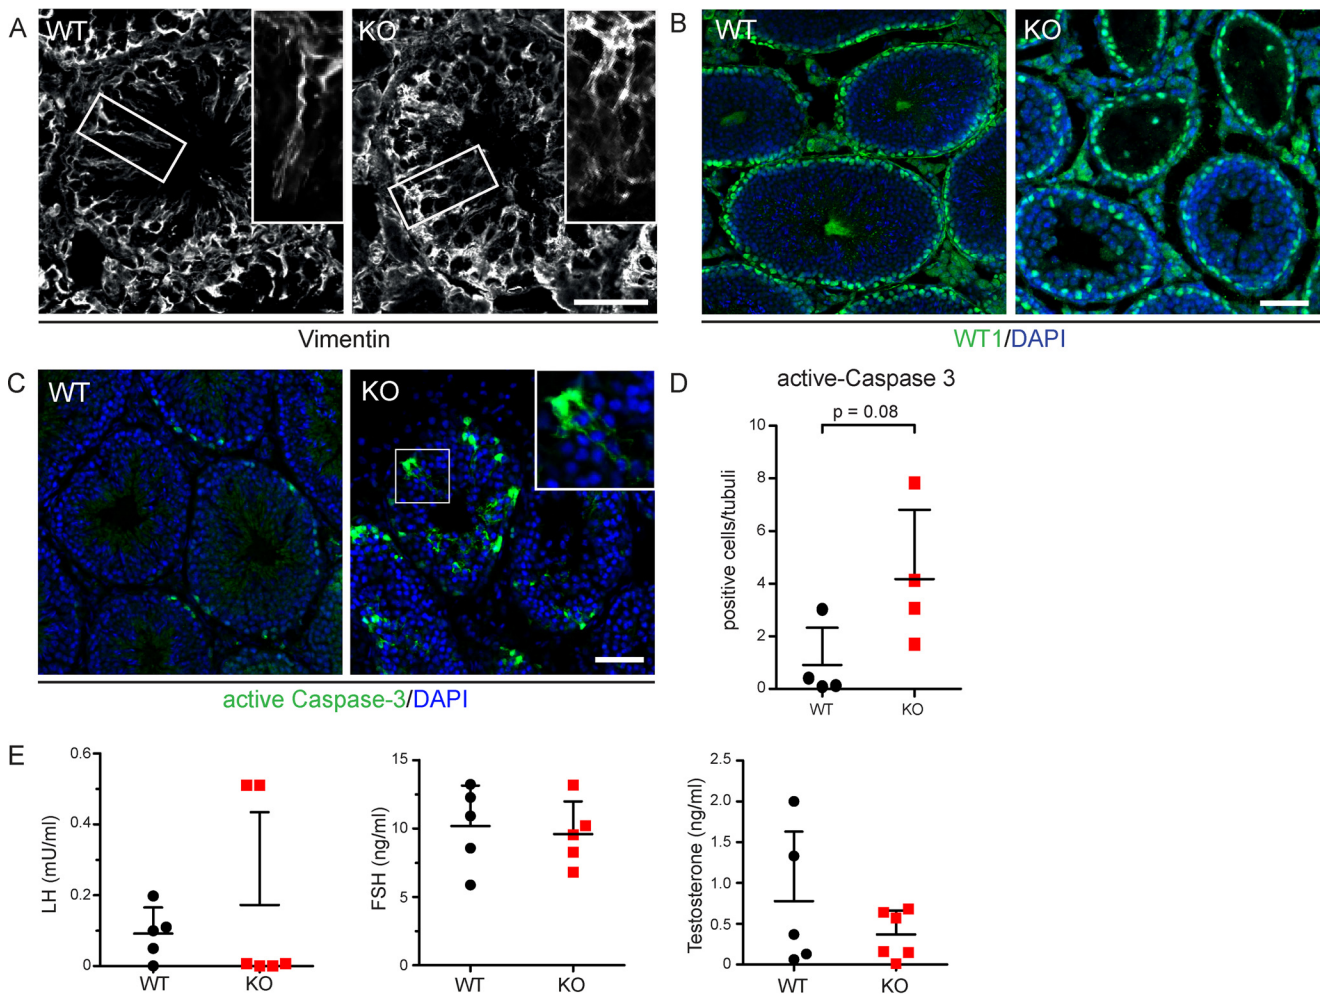 A
WT
KO
Vimentin
B
WT
KO
WT1/DAPI
C
WT
KO
active Caspase-3/DAPI
D
active-Caspase 3
p = 0.08
positive cells/tubuli
10
8
6
4
2
0
WT
KO
E
LH (mU/ml)
0.6
0.4
0.2
0
WT
KO
FSH (ng/ml)
15
10
5
0
WT
KO
Testosterone (ng/ml)
2.5
2.0
1.5
1.0
0.5
0
WT
KO